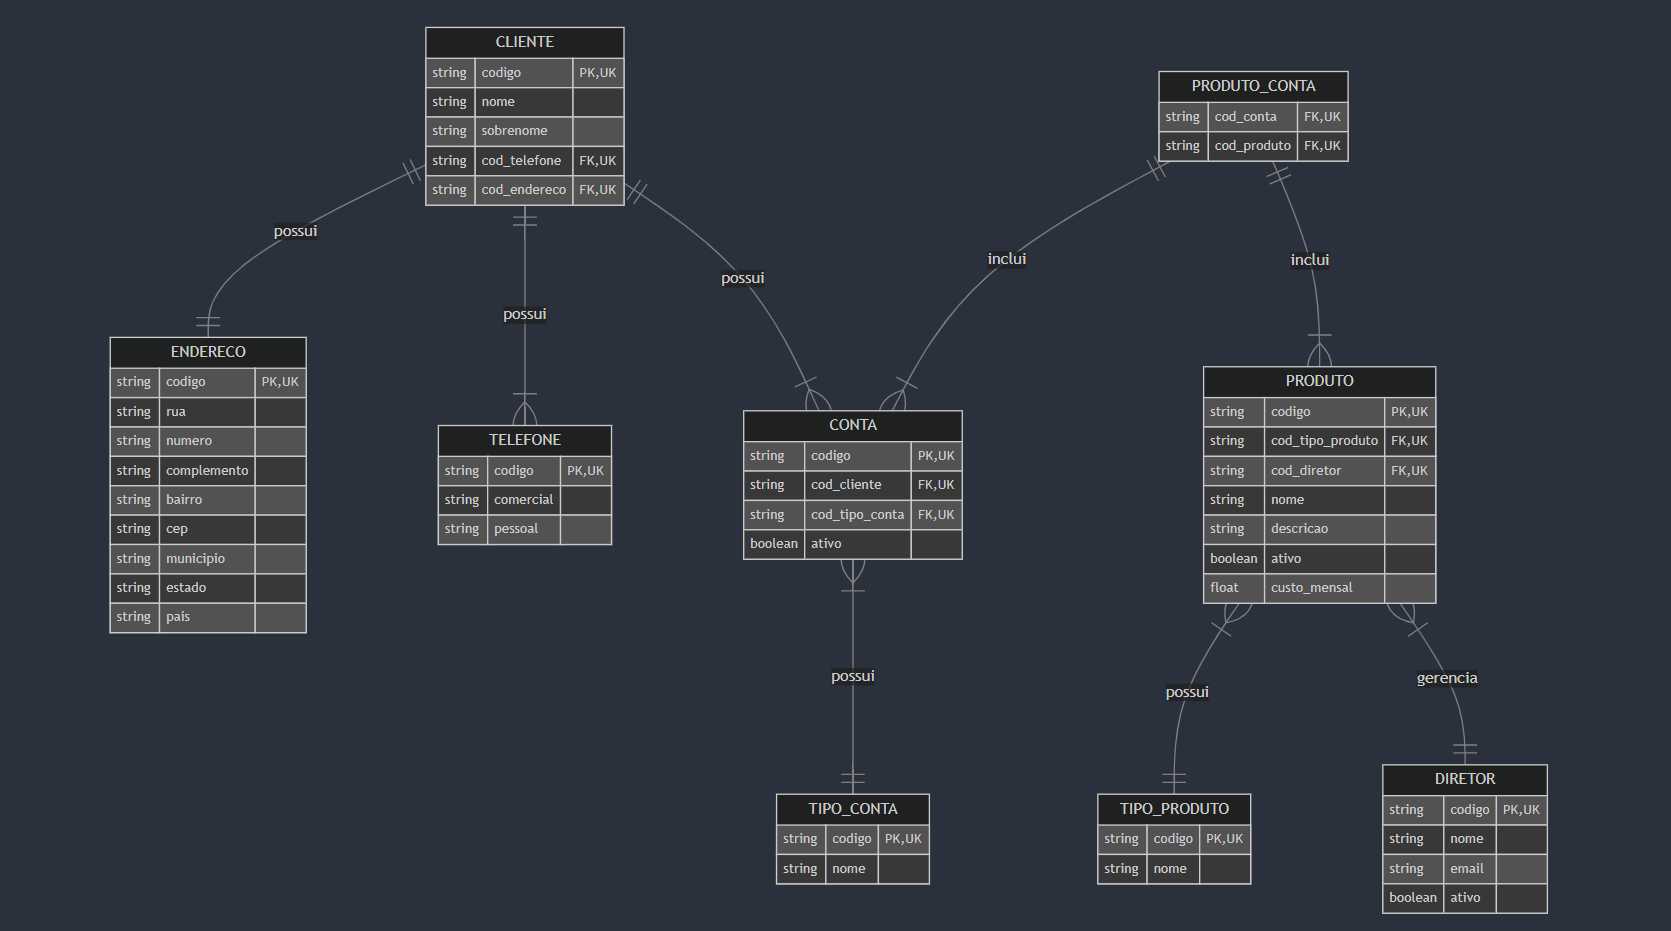 CLIENTE
string codigo PK,UK
string nome
string sobrenome
string cod_telefone FK,UK
string cod_endereco FK,UK
PRODUTO_CONTA
string cod_conta FK,UK
string cod_produto FK,UK
possui
possui
possui
inclui
inclui
ENDERECO
string codigo PK,UK
string rua
string numero
string complemento
string bairro
string cep
string municipio
string estado
string pais
TELEFONE
string codigo PK,UK
string comercial
string pessoal
CONTA
string codigo PK,UK
string cod_cliente FK,UK
string cod_tipo_conta FK,UK
boolean ativo
PRODUTO
string codigo PK,UK
string cod_tipo_produto FK,UK
string cod_diretor FK,UK
string nome
string descricao
boolean ativo
float custo_mensal
possui
possui
gerencia
TIPO_CONTA
string codigo PK,UK
string nome
TIPO_PRODUTO
string codigo PK,UK
string nome
DIRETOR
string codigo PK,UK
string nome
string email
boolean ativo